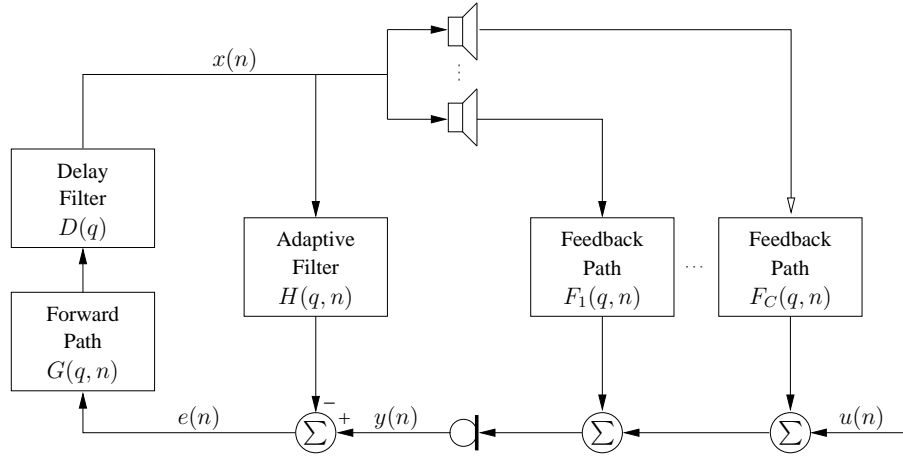 x(n)
⋮
Delay
Filter
D(q)
Adaptive
Filter
H(q, n)
Feedback
Path
F_1(q, n)
...
Feedback
Path
F_C(q, n)
Forward
Path
G(q, n)
e(n)
Σ
−
+
y(n)
Σ
Σ
u(n)